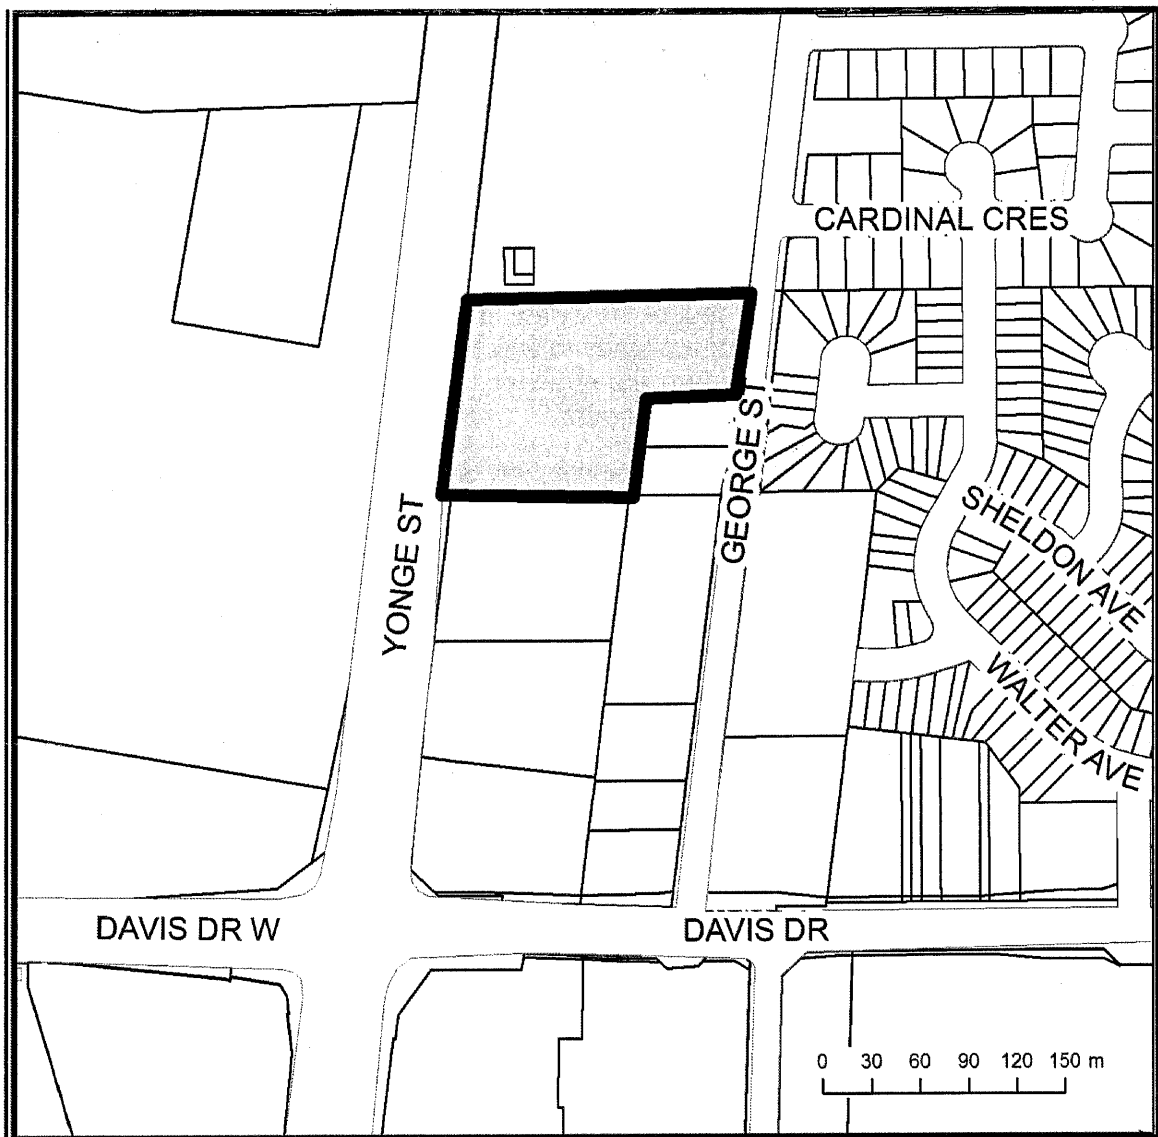 CARDINAL CRES
GEORGE ST
YONGE ST
SHELDON AVE
WALTER AVE
DAVIS DR W
DAVIS DR
0 30 60 90 120 150 m